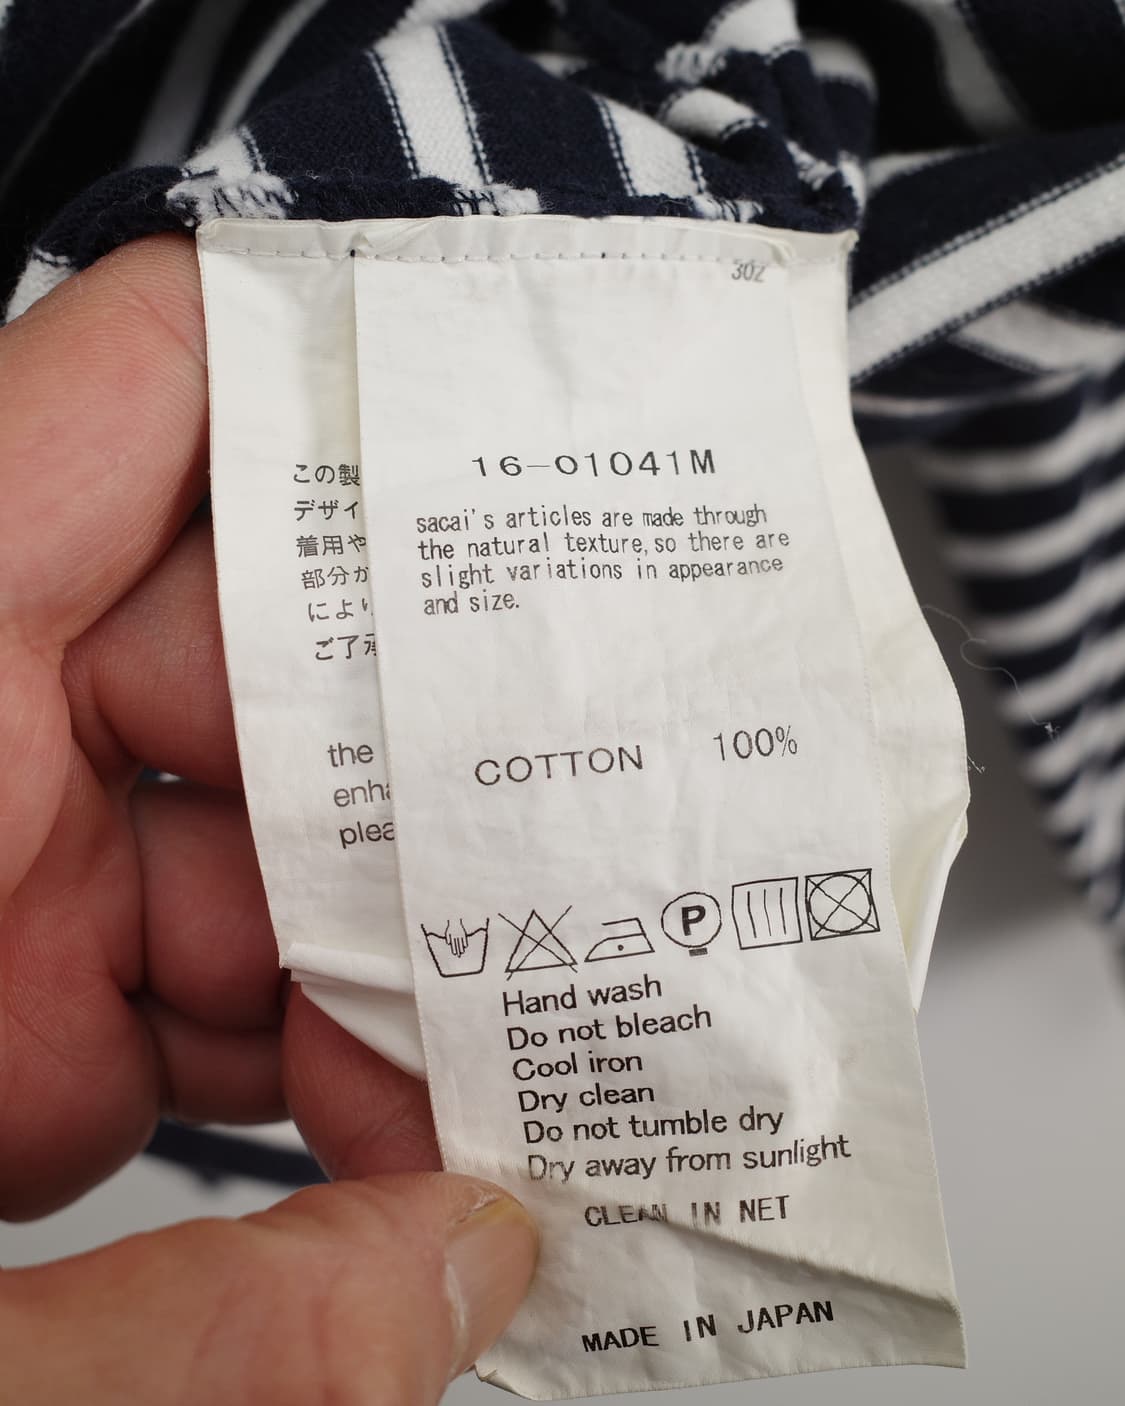 302
16-01041M
sacai's articles are made through
the natural texture, so there are
slight variations in appearance
and size.
COTTON 100%
P
Hand wash
Do not bleach
Cool iron
Dry clean
Do not tumble dry
Dry away from sunlight
CLEAN IN NET
MADE IN JAPAN
この製
デザイ
着用や
部分が
により
ご了承
the
enha
plea